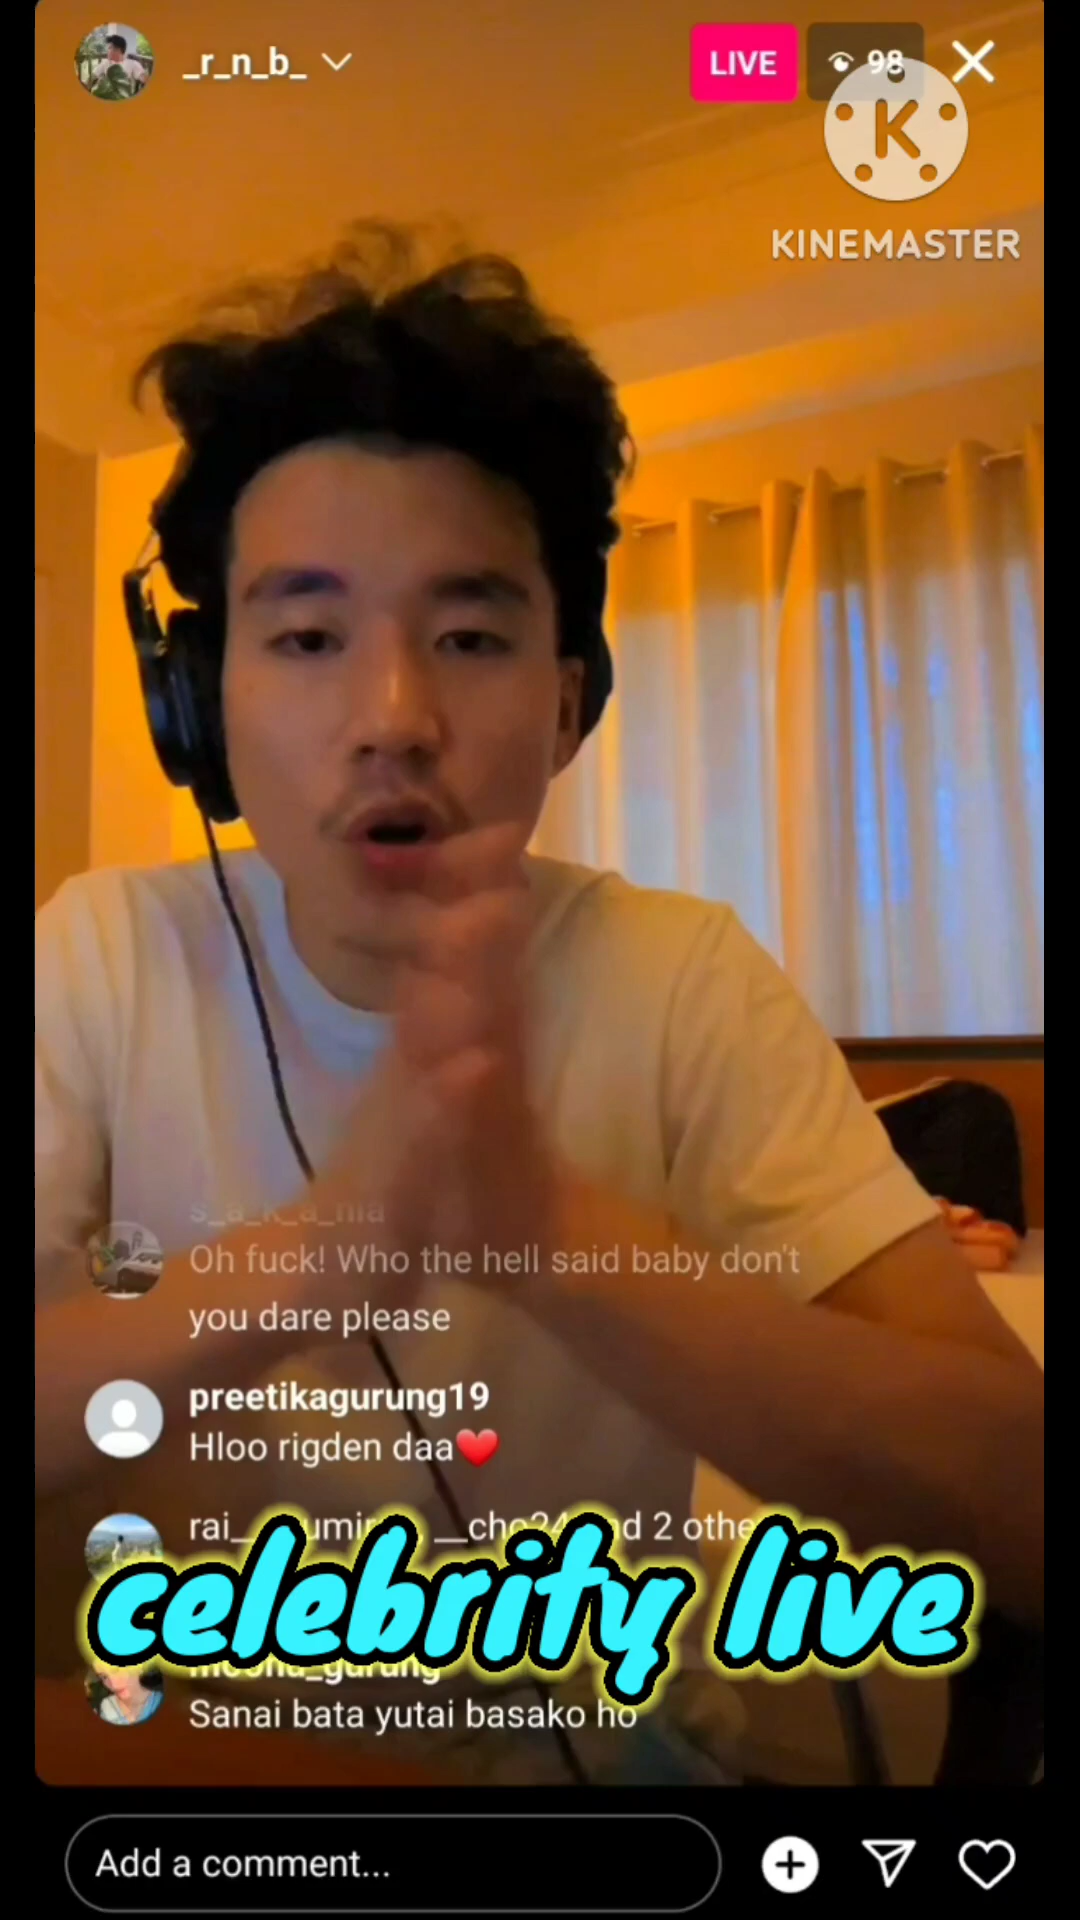 _r_n_b_
LIVE
98
K
KINEMASTER
s_a_k_a_nia
Oh fuck! Who the hell said baby don't
you dare please
preetikagurung19
Hloo rigden daa❤️
celebrity live
Sanai bata yutai basako ho
Add a comment...